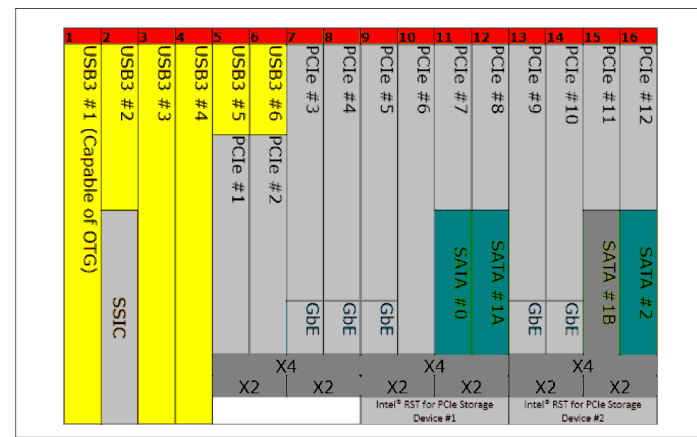 1 2 3 4 5 6 7 8 9 10 11 12 13 14 15 16
USB3 #1 (Capable of OTG)
USB3 #2
SSIC
USB3 #3
USB3 #4
USB3 #5
PCIe #1
USB3 #6
PCIe #2
PCIe #3
GbE
PCIe #4
GbE
PCIe #5
GbE
PCIe #6
PCIe #7
SATA #0
PCIe #8
SATA #1A
PCIe #9
GbE
PCIe #10
GbE
PCIe #11
SATA #1B
PCIe #12
SATA #2
X4 X4 X4
X2 X2 X2 X2 X2 X2
Intel® RST for PCIe Storage
Device #1
Intel® RST for PCIe Storage
Device #2